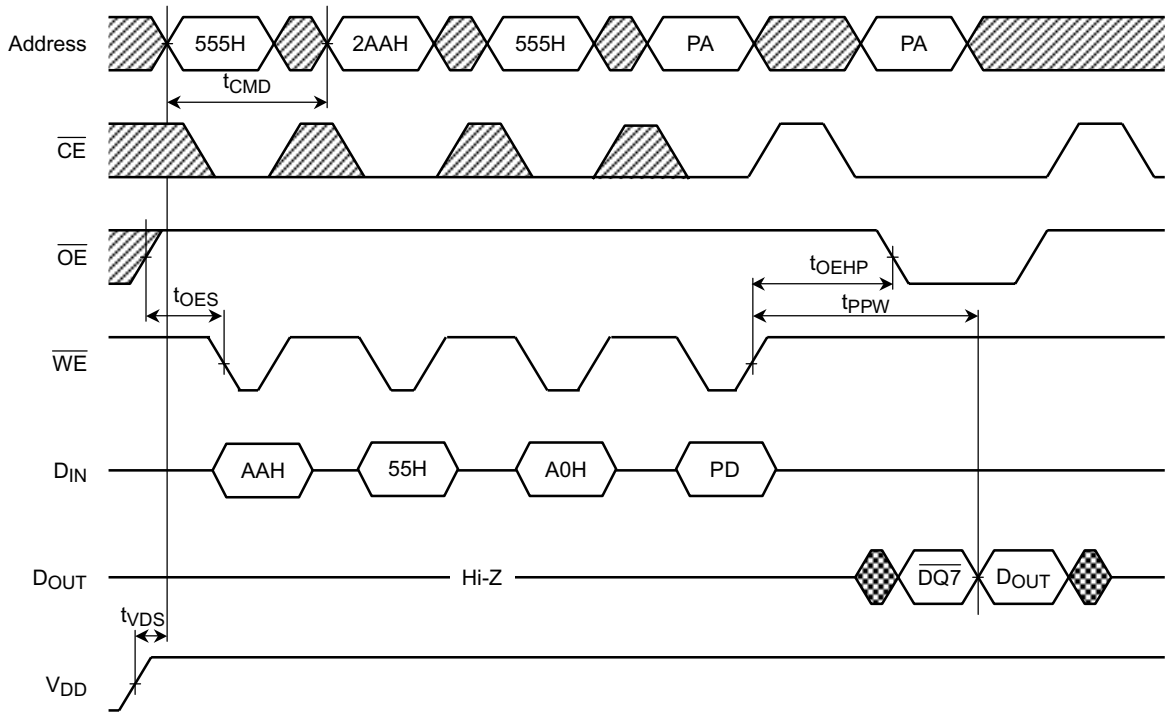 Address 555H 2AAH 555H PA PA
tCMD
CE
OE
tOEHP
tOES
tPPW
WE
DIN AAH 55H A0H PD
DOUT Hi-Z DQ7 DOUT
tVDS
VDD